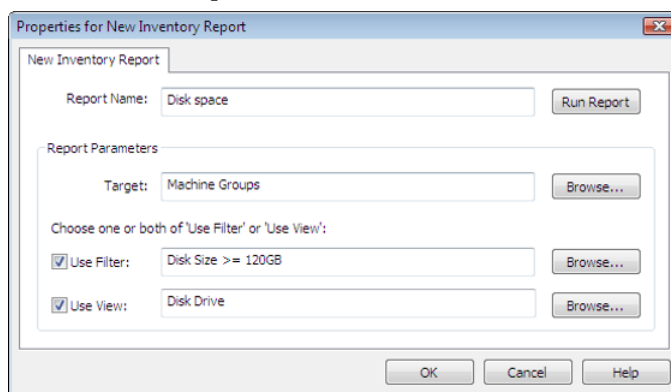 Properties for New Inventory Report
New Inventory Report
Report Name: Disk space Run Report
Report Parameters
Target: Machine Groups Browse...
Choose one or both of 'Use Filter' or 'Use View':
Use Filter: Disk Size >= 120GB Browse...
Use View: Disk Drive Browse...
OK Cancel Help